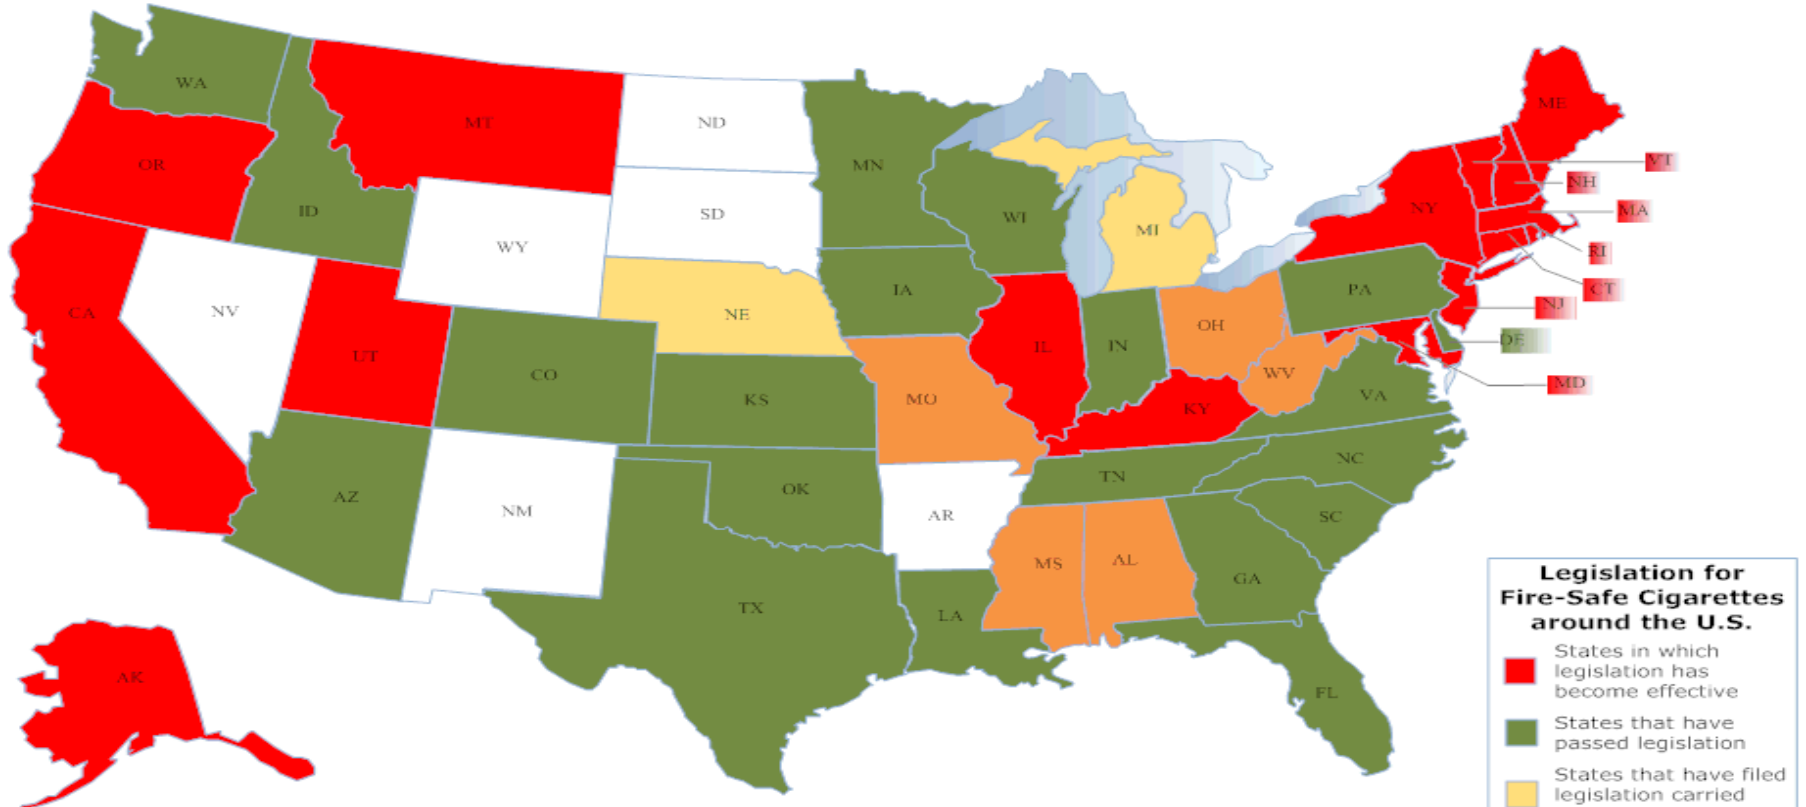 WA
MT
ND
OR
MN
ME
VT
NH
ID
SD
WI
NY
MA
WY
MI
RI
NV
CA
IA
PA
CT
NE
NJ
UT
OH
DE
IL
IN
CO
WV
MD
KS
MO
KY
VA
AZ
OK
TN
NC
NM
AR
SC
MS
AL
GA
TX
LA
AK
FL
Legislation for
Fire-Safe Cigarettes
around the U.S.
States in which
legislation has
become effective
States that have
passed legislation
States that have filed
legislation carried